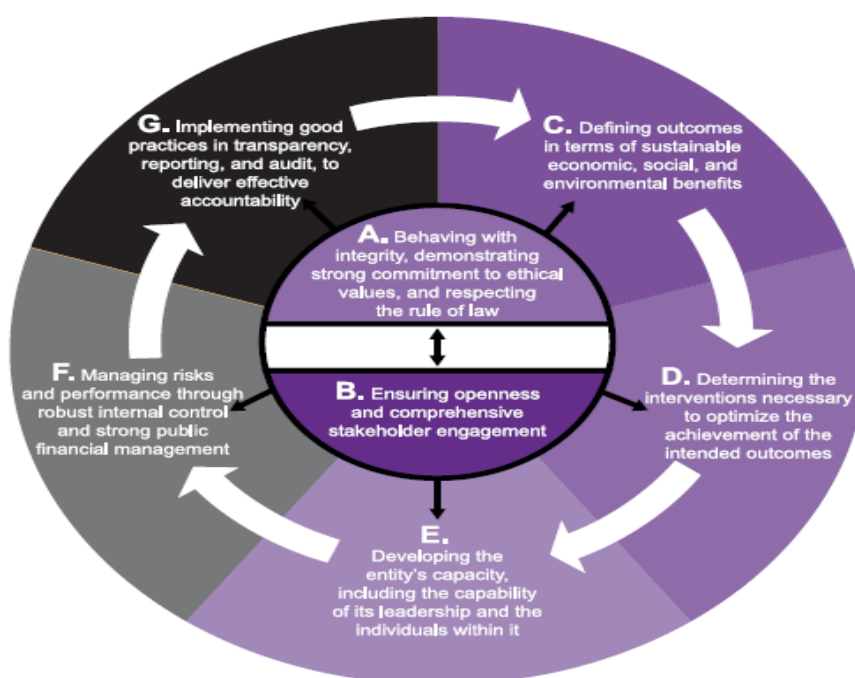 G. Implementing good
practices in transparency,
reporting, and audit, to
deliver effective
accountability
C. Defining outcomes
in terms of sustainable
economic, social, and
environmental benefits
A. Behaving with
integrity, demonstrating
strong commitment to ethical
values, and respecting
the rule of law
B. Ensuring openness
and comprehensive
stakeholder engagement
D. Determining the
interventions necessary
to optimize the
achievement of the
intended outcomes
E.
Developing the
entity's capacity,
including the capability
of its leadership and the
individuals within it
F. Managing risks
and performance through
robust internal control
and strong public
financial management